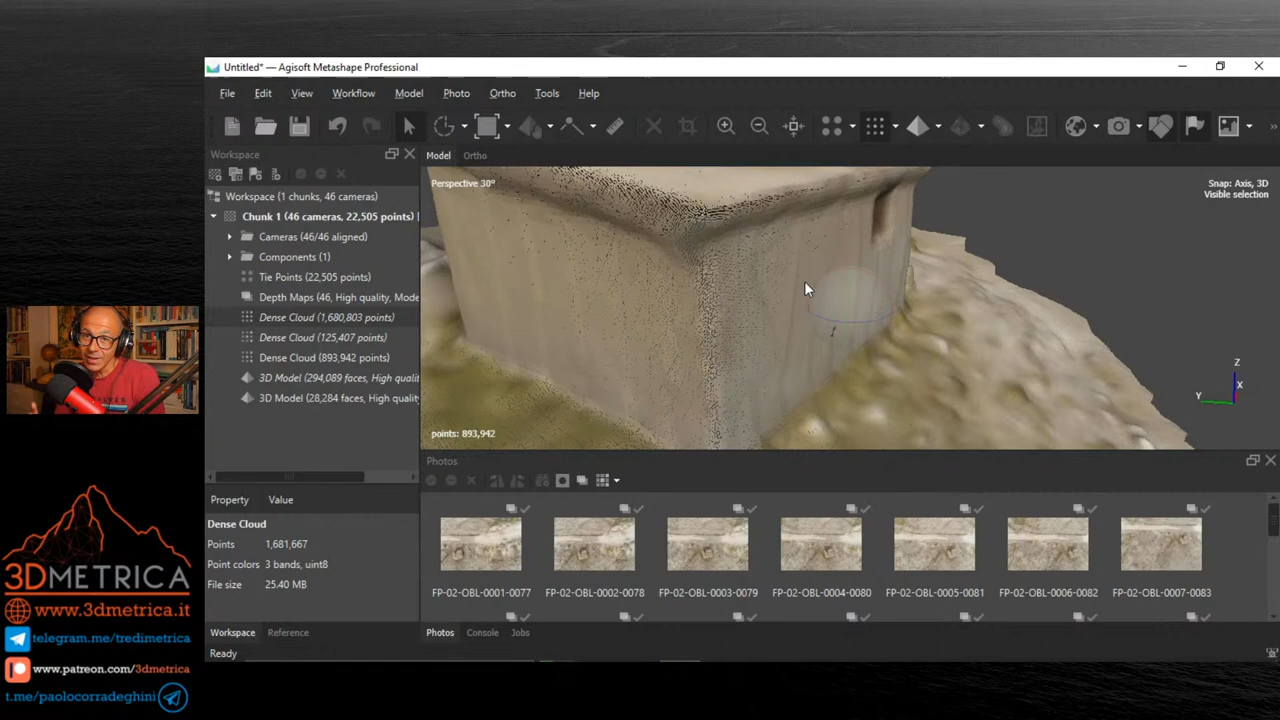 Untitled* — Agisoft Metashape Professional
File Edit View Workflow Model Photo Ortho Tools Help
Workspace
Model Ortho
Workspace (1 chunks, 46 cameras)
Chunk 1 (46 cameras, 22,505 points)
Cameras (46/46 aligned)
Components (1)
Tie Points (22,505 points)
Depth Maps (46, High quality, Mode
Dense Cloud (1,680,803 points)
Dense Cloud (125,407 points)
Dense Cloud (893,942 points)
3D Model (294,089 faces, High quali
3D Model (28,284 faces, High quality
Perspective 30°
Snap: Axis, 3D
Visible selection
Z
X
Y
points: 893,942
Property Value
Dense Cloud
Points 1,681,667
Point colors 3 bands, uint8
File size 25.40 MB
Workspace Reference
Photos
FP-02-OBL-0001-0077 FP-02-OBL-0002-0078 FP-02-OBL-0003-0079 FP-02-OBL-0004-0080 FP-02-OBL-0005-0081 FP-02-OBL-0006-0082 FP-02-OBL-0007-0083
Photos Console Jobs
Ready
3DMETRICA
www.3dmetrica.it
telegram.me/tredimetrica
www.patreon.com/3dmetrica
t.me/paolocorradeghini